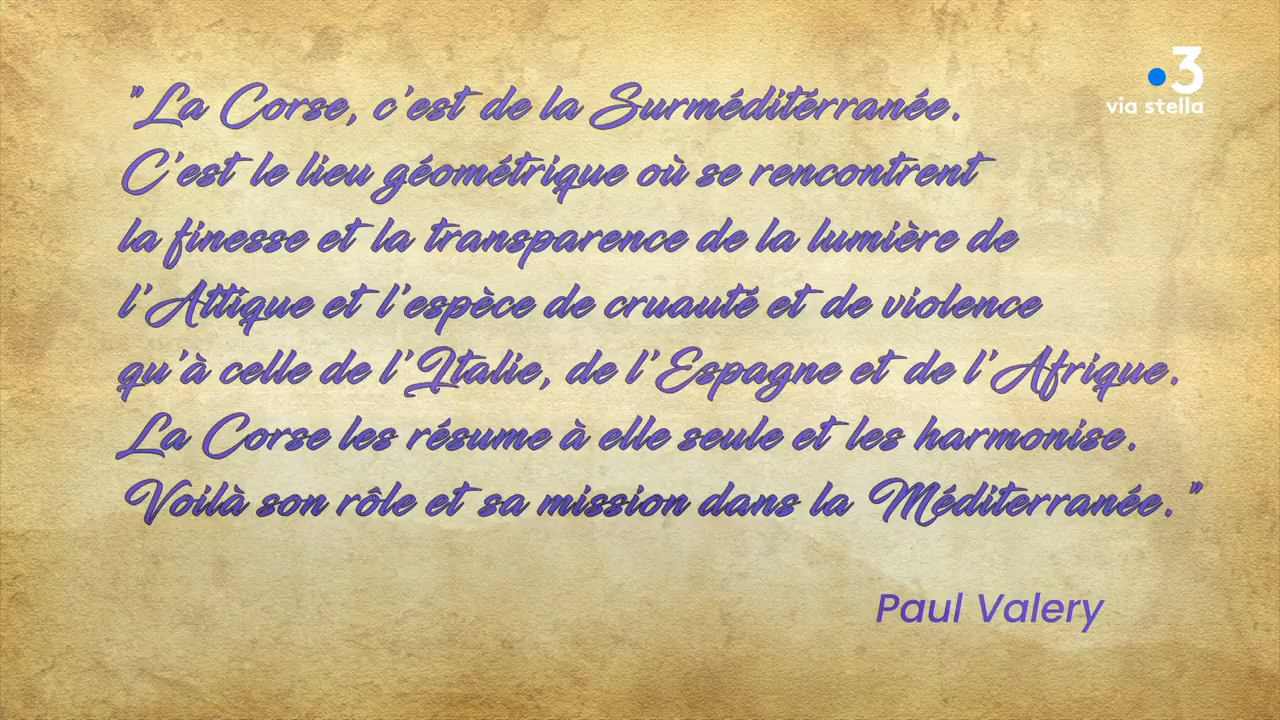 3
via stella
"La Corse, c'est de la Surméditérranée.
C'est le lieu géométrique où se rencontrent
la finesse et la transparence de la lumière de
l'Attique et l'espèce de cruauté et de violence
qu'à celle de l'Italie, de l'Espagne et de l'Afrique.
La Corse les résume à elle seule et les harmonise.
Voilà son rôle et sa mission dans la Méditerranée."
Paul Valery